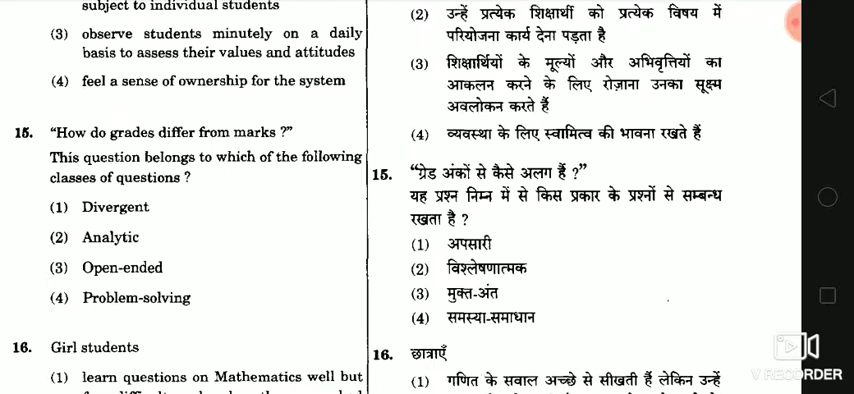 subject to individual students
(3) observe students minutely on a daily
basis to assess their values and attitudes
(4) feel a sense of ownership for the system
15. “How do grades differ from marks ?”
This question belongs to which of the following
classes of questions ?
(1) Divergent
(2) Analytic
(3) Open-ended
(4) Problem-solving
16. Girl students
(1) learn questions on Mathematics well but
(2) उन्हें प्रत्येक शिक्षार्थी को प्रत्येक विषय में
परियोजना कार्य देना पड़ता है
(3) शिक्षार्थियों के मूल्यों और अभिवृत्तियों का
आकलन करने के लिए रोज़ाना उनका सूक्ष्म
अवलोकन करते हैं
(4) व्यवस्था के लिए स्वामित्व की भावना रखते हैं
15. “ग्रेड अंकों से कैसे अलग हैं ?”
यह प्रश्न निम्न में से किस प्रकार के प्रश्नों से सम्बन्ध
रखता है ?
(1) अपसारी
(2) विश्लेषणात्मक
(3) मुक्त-अंत
(4) समस्या-समाधान
16. छात्राएँ
(1) गणित के सवाल अच्छे से सीखती हैं लेकिन उन्हें